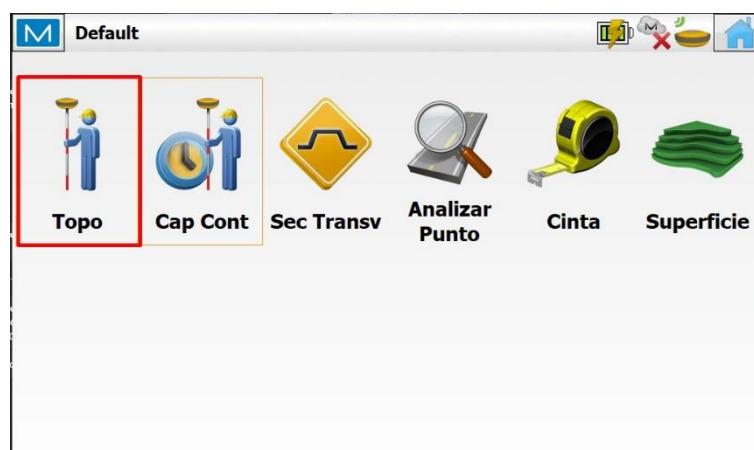 Default
Topo
Cap Cont
Sec Transv
Analizar
Punto
Cinta
Superficie